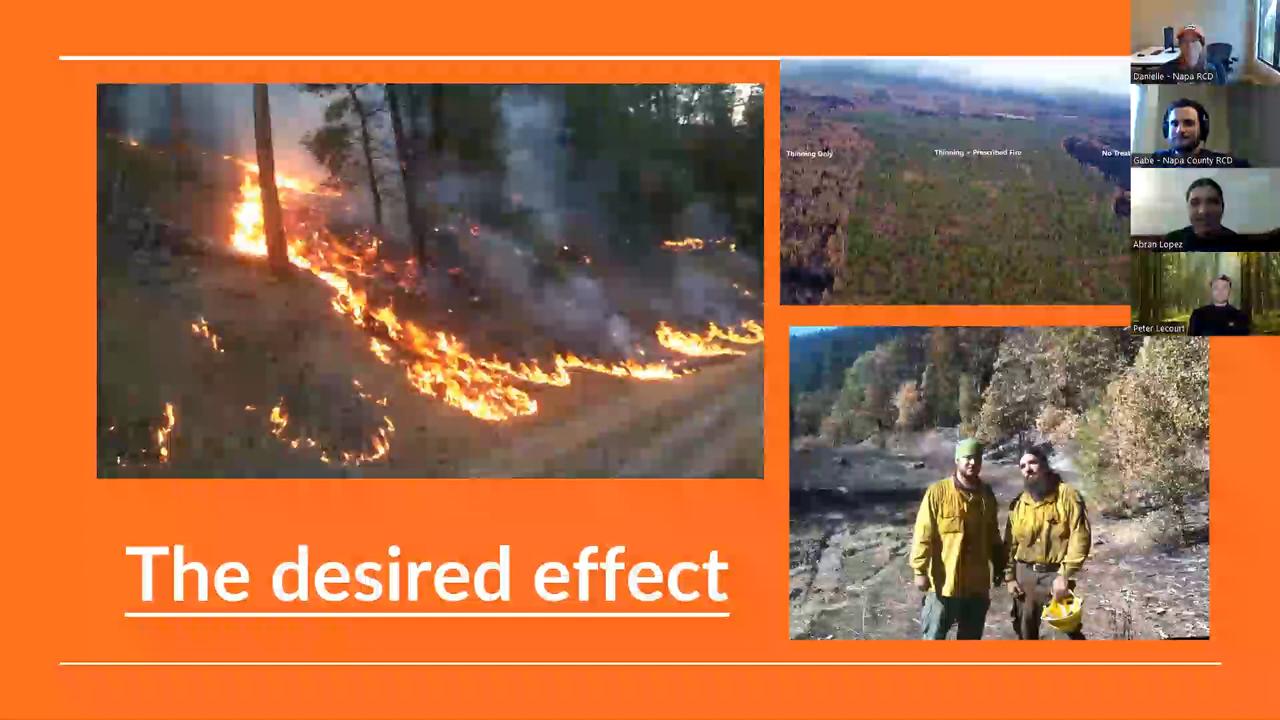 Thinning Only
Thinning + Prescribed Fire
No Treat
Danielle - Napa RCD
Gabe - Napa County RCD
Abran Lopez
Peter Lecourt
The desired effect